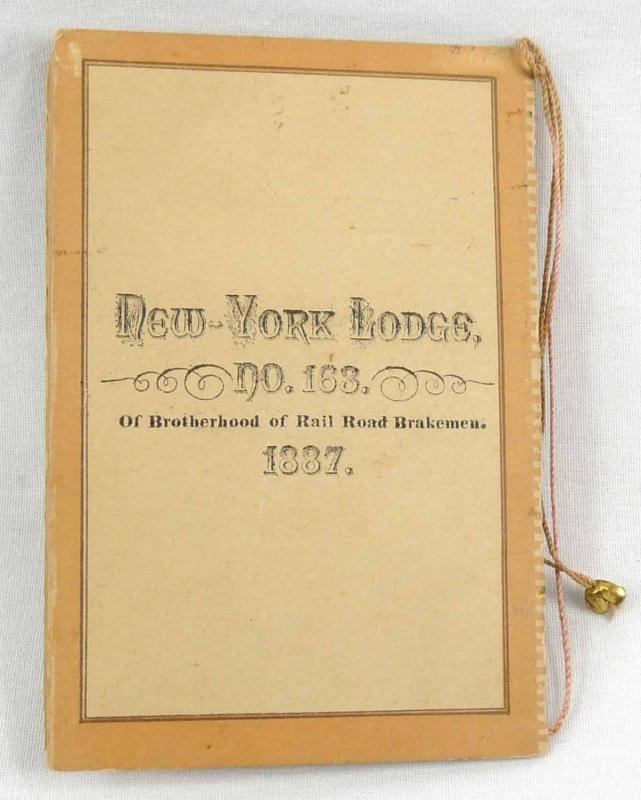 New-York Lodge,
No. 163.
Of Brotherhood of Rail Road Brakemen.
1887.